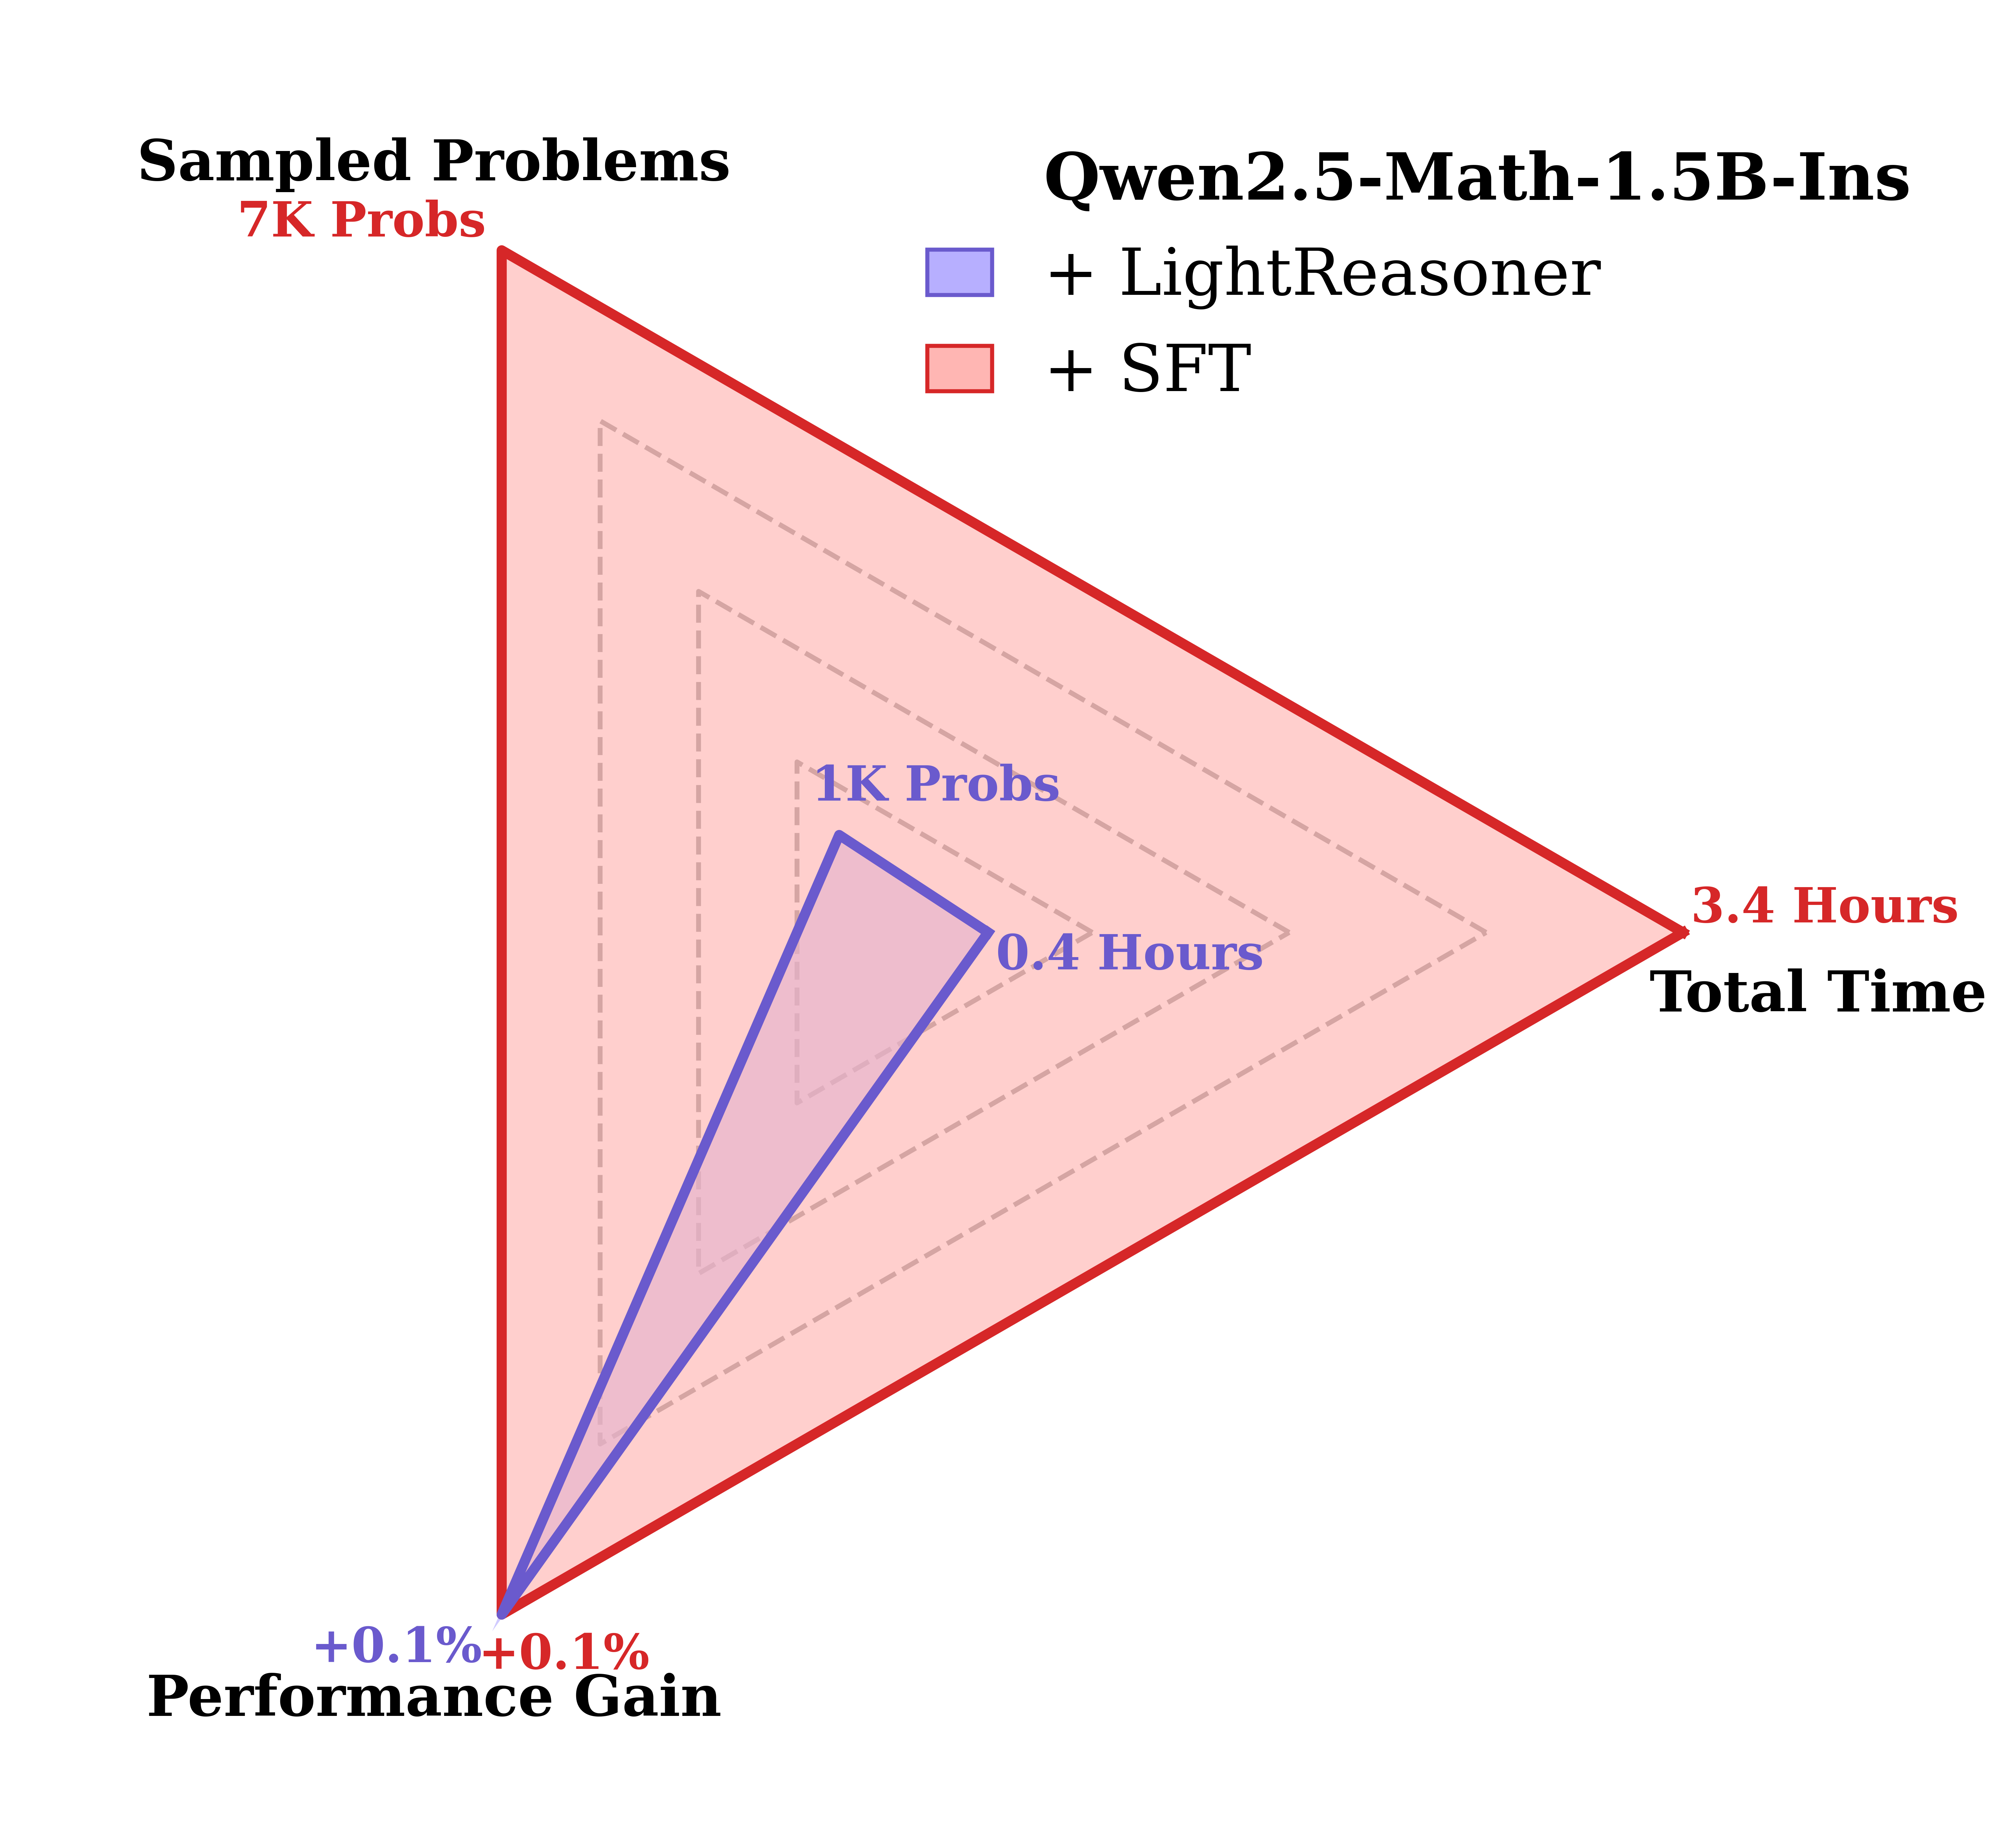 Sampled Problems
7K Probs
Qwen2.5-Math-1.5B-Ins
+ LightReasoner
+ SFT
1K Probs
3.4 Hours
0.4 Hours
Total Time
+0.1%
+0.1%
Performance Gain